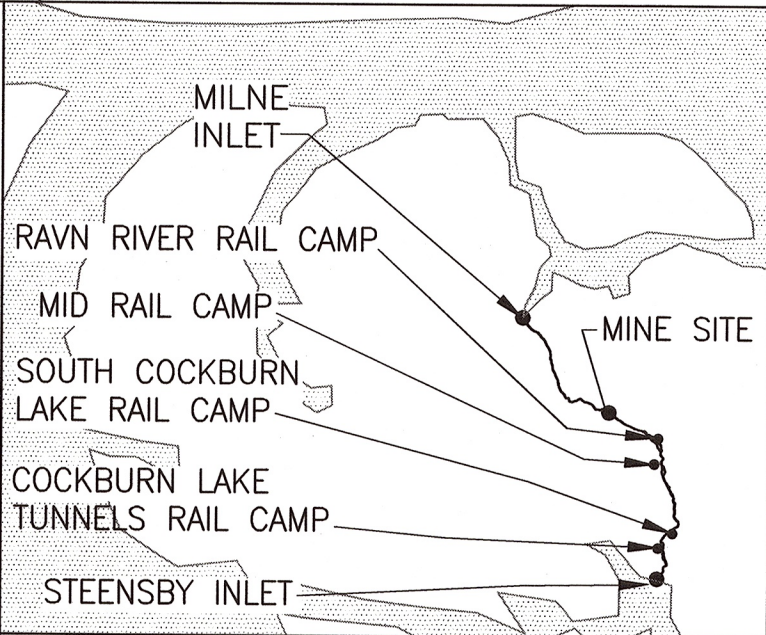 MILNE
INLET
RAVN RIVER RAIL CAMP
MID RAIL CAMP
MINE SITE
SOUTH COCKBURN
LAKE RAIL CAMP
COCKBURN LAKE
TUNNELS RAIL CAMP
STEENSBY INLET